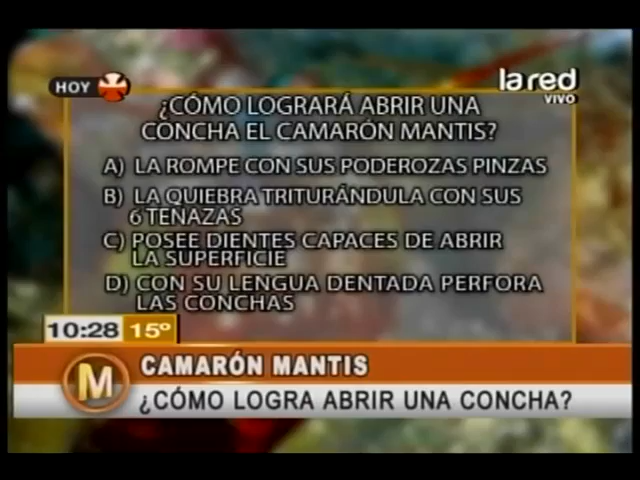 HOY
la red
VIVO
¿CÓMO LOGRARÁ ABRIR UNA
CONCHA EL CAMARÓN MANTIS?
A) LA ROMPE CON SUS PODEROZAS PINZAS
B) LA QUIEBRA TRITURÁNDULA CON SUS
6 TENAZAS
C) POSEE DIENTES CAPACES DE ABRIR
LA SUPERFICIE
D) CON SU LENGUA DENTADA PERFORA
LAS CONCHAS
10:28 15º
M
CAMARÓN MANTIS
¿CÓMO LOGRA ABRIR UNA CONCHA?